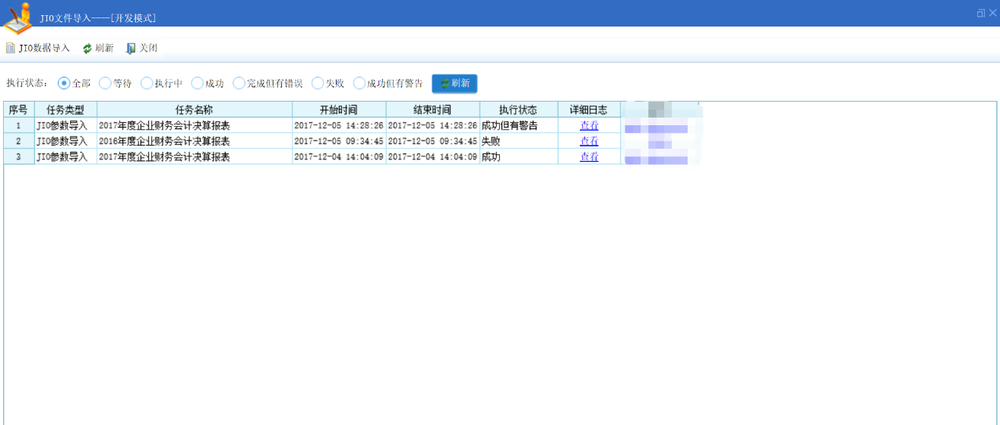 JIO文件导入----[开发模式]
JIO数据导入 刷新 关闭
执行状态: 全部 等待 执行中 成功 完成但有错误 失败 成功但有警告 刷新
序号 任务类型 任务名称 开始时间 结束时间 执行状态 详细日志
1 JIO参数导入 2017年度企业财务会计决算报表 2017-12-05 14:28:26 2017-12-05 14:28:26 成功但有警告 查看
2 JIO参数导入 2016年度企业财务会计决算报表 2017-12-05 09:34:45 2017-12-05 09:34:45 失败 查看
3 JIO参数导入 2017年度企业财务会计决算报表 2017-12-04 14:04:09 2017-12-04 14:04:09 成功 查看